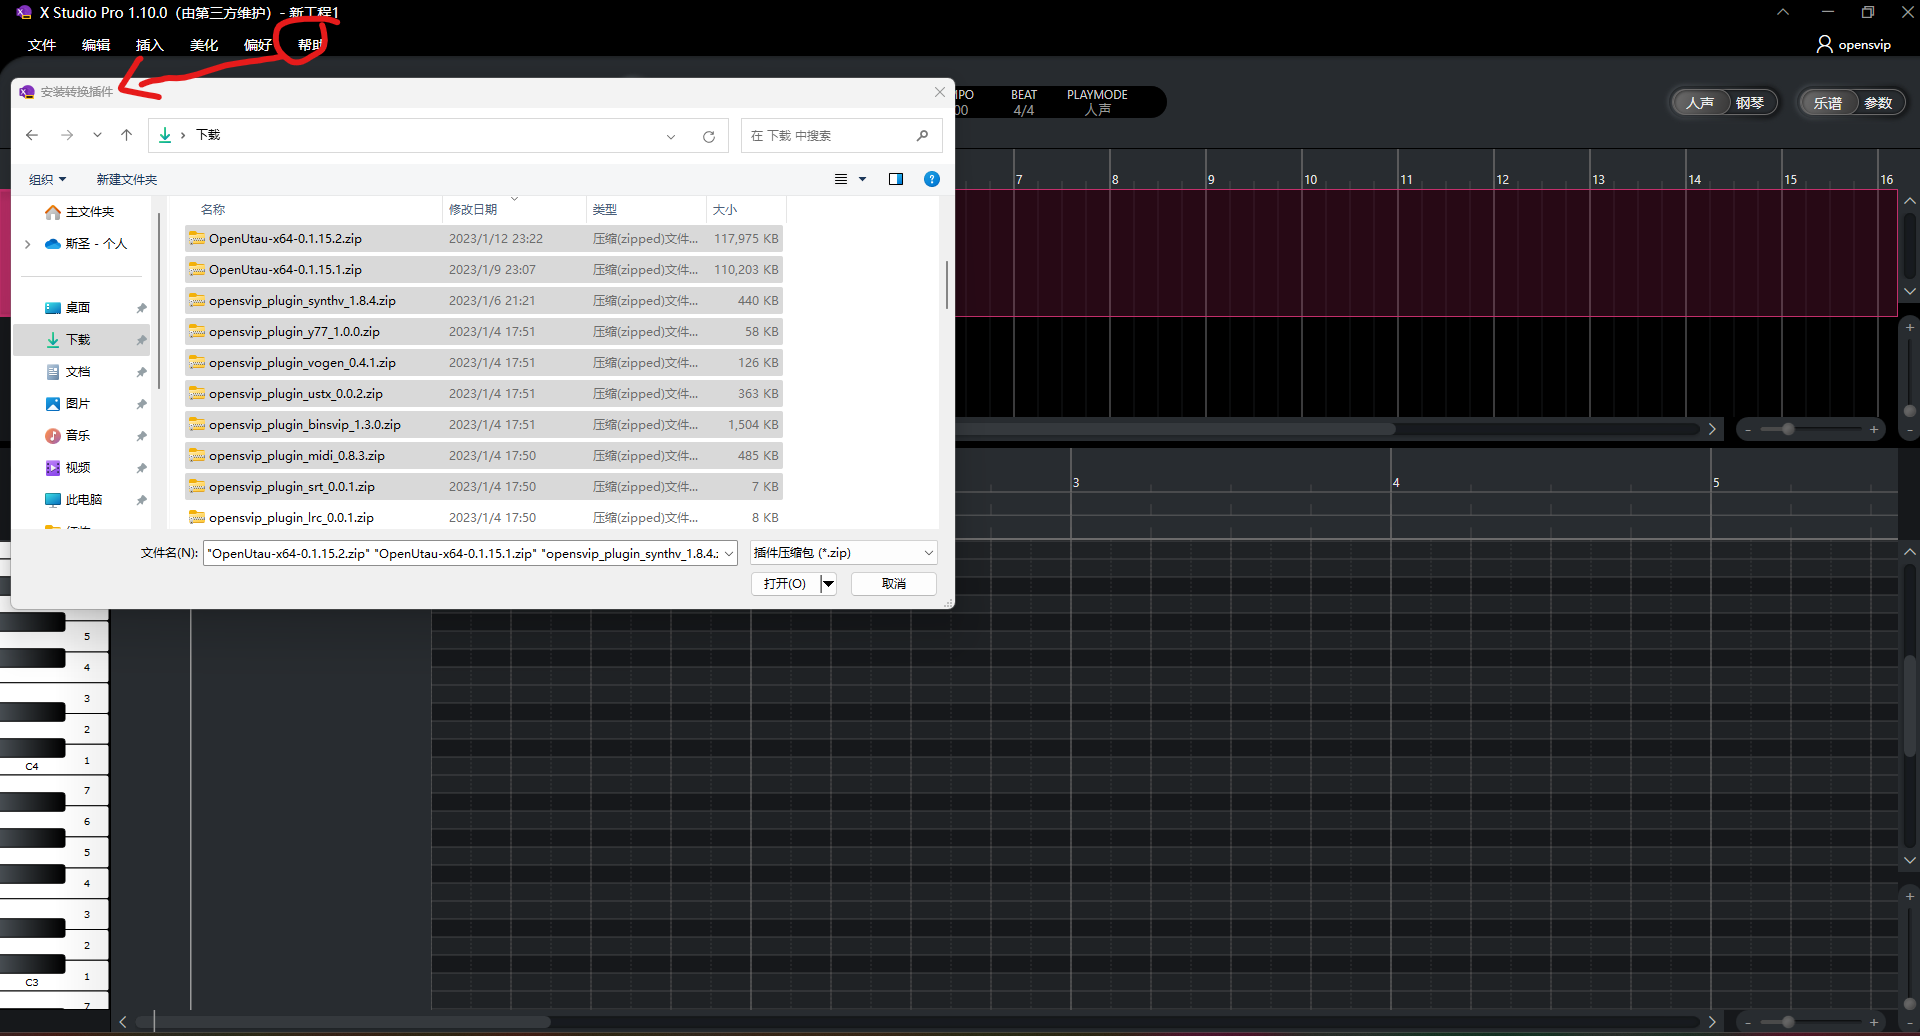 X Studio Pro 1.10.0（由第三方维护）- 新工程1
文件 编辑 插入 美化 偏好 帮助
opensvip
安装转换插件
MPO BEAT PLAYMODE
00 4/4 人声
人声 钢琴 乐谱 参数
下载
在 下载 中搜索
组织 新建文件夹
7 8 9 10 11 12 13 14 15 16
主文件夹
斯圣 - 个人
桌面
下载
文档
图片
音乐
视频
此电脑
名称 修改日期 类型 大小
OpenUtau-x64-0.1.15.2.zip 2023/1/12 23:22 压缩(zipped)文件... 117,975 KB
OpenUtau-x64-0.1.15.1.zip 2023/1/9 23:07 压缩(zipped)文件... 110,203 KB
opensvip_plugin_synthv_1.8.4.zip 2023/1/6 21:21 压缩(zipped)文件... 440 KB
opensvip_plugin_y77_1.0.0.zip 2023/1/4 17:51 压缩(zipped)文件... 58 KB
opensvip_plugin_vogen_0.4.1.zip 2023/1/4 17:51 压缩(zipped)文件... 126 KB
opensvip_plugin_ustx_0.0.2.zip 2023/1/4 17:51 压缩(zipped)文件... 363 KB
opensvip_plugin_binsvip_1.3.0.zip 2023/1/4 17:51 压缩(zipped)文件... 1,504 KB
opensvip_plugin_midi_0.8.3.zip 2023/1/4 17:50 压缩(zipped)文件... 485 KB
opensvip_plugin_srt_0.0.1.zip 2023/1/4 17:50 压缩(zipped)文件... 7 KB
opensvip_plugin_lrc_0.0.1.zip 2023/1/4 17:50 压缩(zipped)文件... 8 KB
3 4 5
文件名(N): "OpenUtau-x64-0.1.15.2.zip" "OpenUtau-x64-0.1.15.1.zip" "opensvip_plugin_synthv_1.8.4.z 插件压缩包 (*.zip)
打开(O) 取消
5
4
3
2
C4 1
7
6
5
4
3
2
C3 1
7